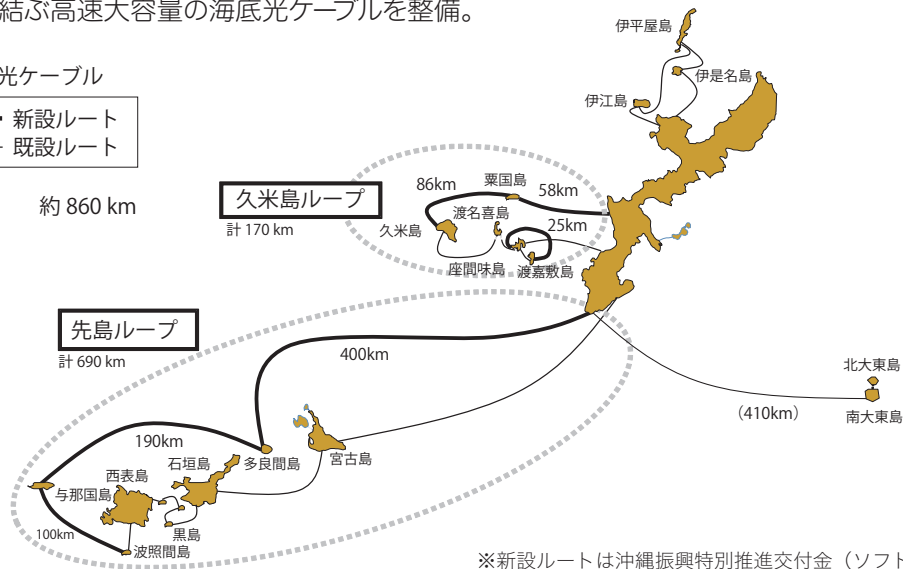 結ぶ高速大容量の海底光ケーブルを整備。
光ケーブル
新設ルート
既設ルート
約 860 km
伊平屋島
伊是名島
伊江島
久米島ループ
計 170 km
86km
粟国島
58km
久米島
渡名喜島
25km
座間味島
渡嘉敷島
先島ループ
計 690 km
400km
北大東島
南大東島
（410km）
190km
多良間島
宮古島
石垣島
西表島
与那国島
黒島
100km
波照間島
※新設ルートは沖縄振興特別推進交付金（ソフト